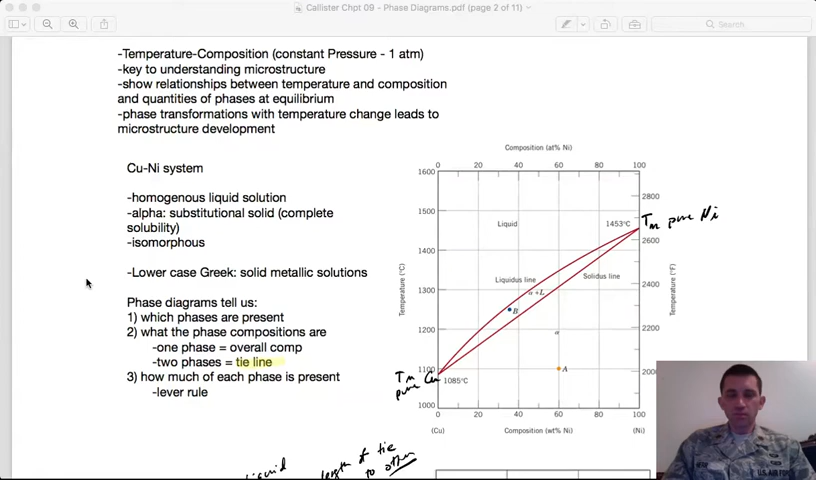 Callister Chpt 09 - Phase Diagrams.pdf (page 2 of 11)
Search
-Temperature-Composition (constant Pressure - 1 atm)
-key to understanding microstructure
-show relationships between temperature and composition
and quantities of phases at equilibrium
-phase transformations with temperature change leads to
microstructure development
Cu-Ni system
-homogenous liquid solution
-alpha: substitutional solid (complete
solubility)
-isomorphous
-Lower case Greek: solid metallic solutions
Phase diagrams tell us:
1) which phases are present
2) what the phase compositions are
-one phase = overall comp
-two phases = tie line
3) how much of each phase is present
-lever rule
Composition (at% Ni)
0 20 40 60 80 100
1600
1500
1400
1300
1200
1100
1000
2800
2600
2400
2200
2000
Temperature (°C)
Temperature (°F)
Liquid
1453°C
Tm pure Ni
Liquidus line
Solidus line
α+L
B
α
A
Tm Cu
pure
1085°C
0 20 40 60 80 100
(Cu)
Composition (wt% Ni)
(Ni)
liquid
length of tie
to other